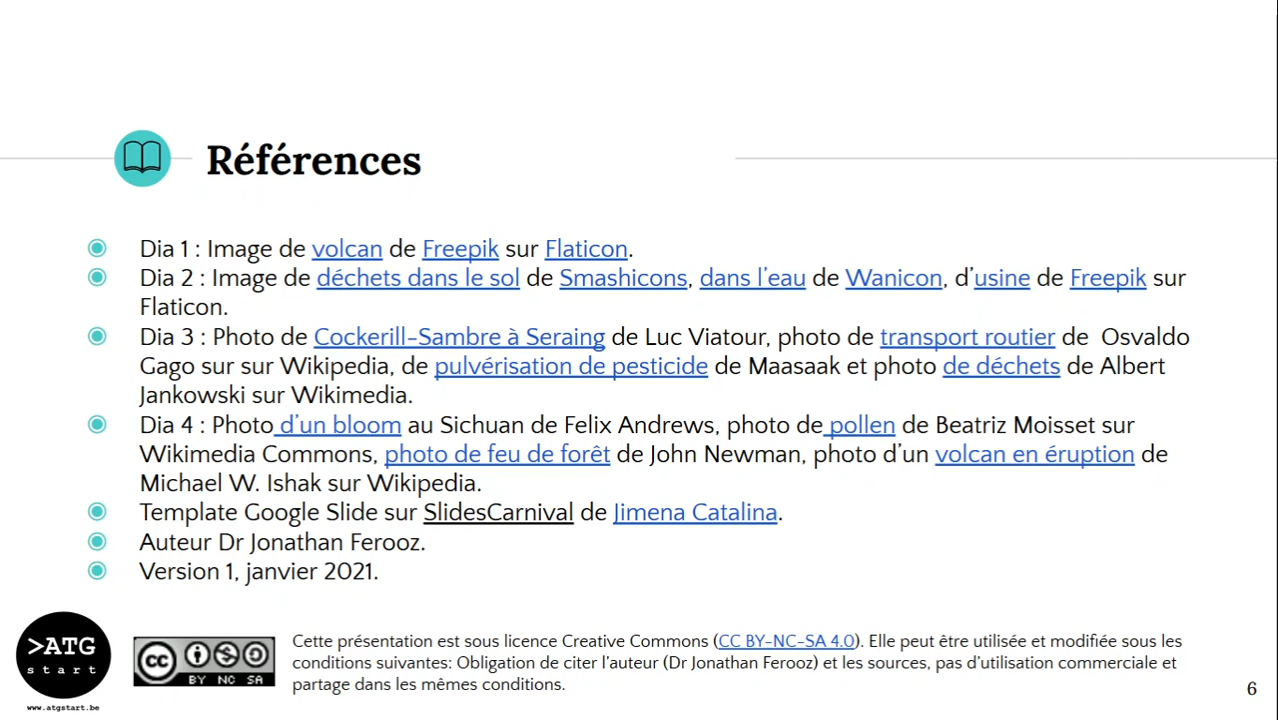 Références
Dia 1 : Image de volcan de Freepik sur Flaticon.
Dia 2 : Image de déchets dans le sol de Smashicons, dans l'eau de Wanicon, d'usine de Freepik sur
Flaticon.
Dia 3 : Photo de Cockerill-Sambre à Seraing de Luc Viatour, photo de transport routier de Osvaldo
Gago sur sur Wikipedia, de pulvérisation de pesticide de Maasaak et photo de déchets de Albert
Jankowski sur Wikimedia.
Dia 4 : Photo d'un bloom au Sichuan de Felix Andrews, photo de pollen de Beatriz Moisset sur
Wikimedia Commons, photo de feu de forêt de John Newman, photo d'un volcan en éruption de
Michael W. Ishak sur Wikipedia.
Template Google Slide sur SlidesCarnival de Jimena Catalina.
Auteur Dr Jonathan Ferooz.
Version 1, janvier 2021.
>ATG
start
www.atgstart.be
cc
BY NC SA
Cette présentation est sous licence Creative Commons (CC BY-NC-SA 4.0). Elle peut être utilisée et modifiée sous les
conditions suivantes: Obligation de citer l'auteur (Dr Jonathan Ferooz) et les sources, pas d'utilisation commerciale et
partage dans les mêmes conditions.
6